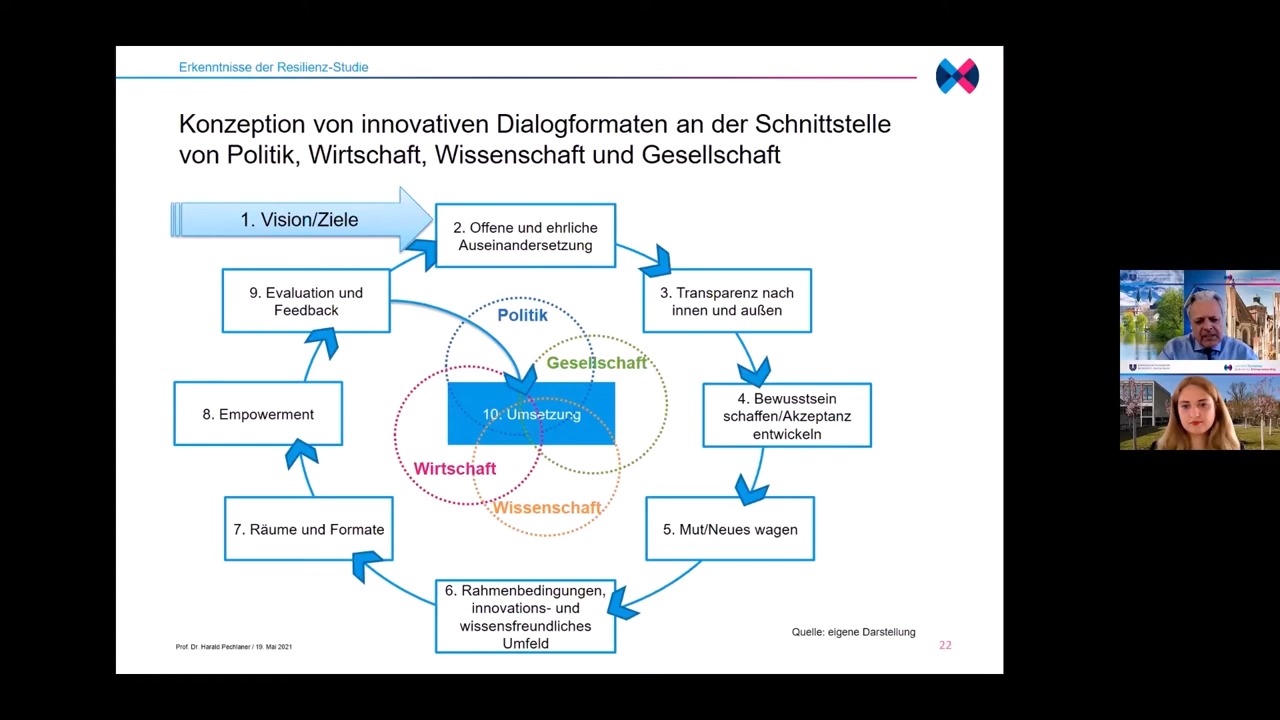 Erkenntnisse der Resilienz-Studie
Konzeption von innovativen Dialogformaten an der Schnittstelle
von Politik, Wirtschaft, Wissenschaft und Gesellschaft
1. Vision/Ziele
2. Offene und ehrliche
Auseinandersetzung
3. Transparenz nach
innen und außen
4. Bewusstsein
schaffen/Akzeptanz
entwickeln
5. Mut/Neues wagen
6. Rahmenbedingungen,
innovations- und
wissensfreundliches
Umfeld
7. Räume und Formate
8. Empowerment
9. Evaluation und
Feedback
Politik
Gesellschaft
10. Umsetzung
Wirtschaft
Wissenschaft
Quelle: eigene Darstellung
Prof. Dr. Harald Pechlaner / 19. Mai 2021
22